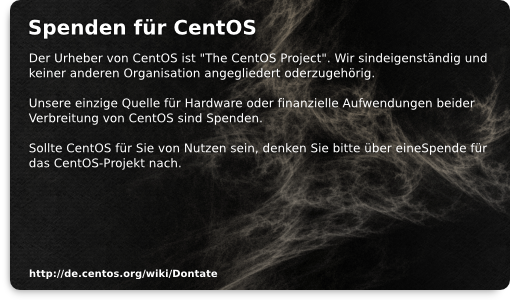 Spenden für CentOS
Der Urheber von CentOS ist "The CentOS Project". Wir sindeigenständig und
keiner anderen Organisation angegliedert oderzugehörig.
Unsere einzige Quelle für Hardware oder finanzielle Aufwendungen beider
Verbreitung von CentOS sind Spenden.
Sollte CentOS für Sie von Nutzen sein, denken Sie bitte über eineSpende für
das CentOS-Projekt nach.
http://de.centos.org/wiki/Dontate